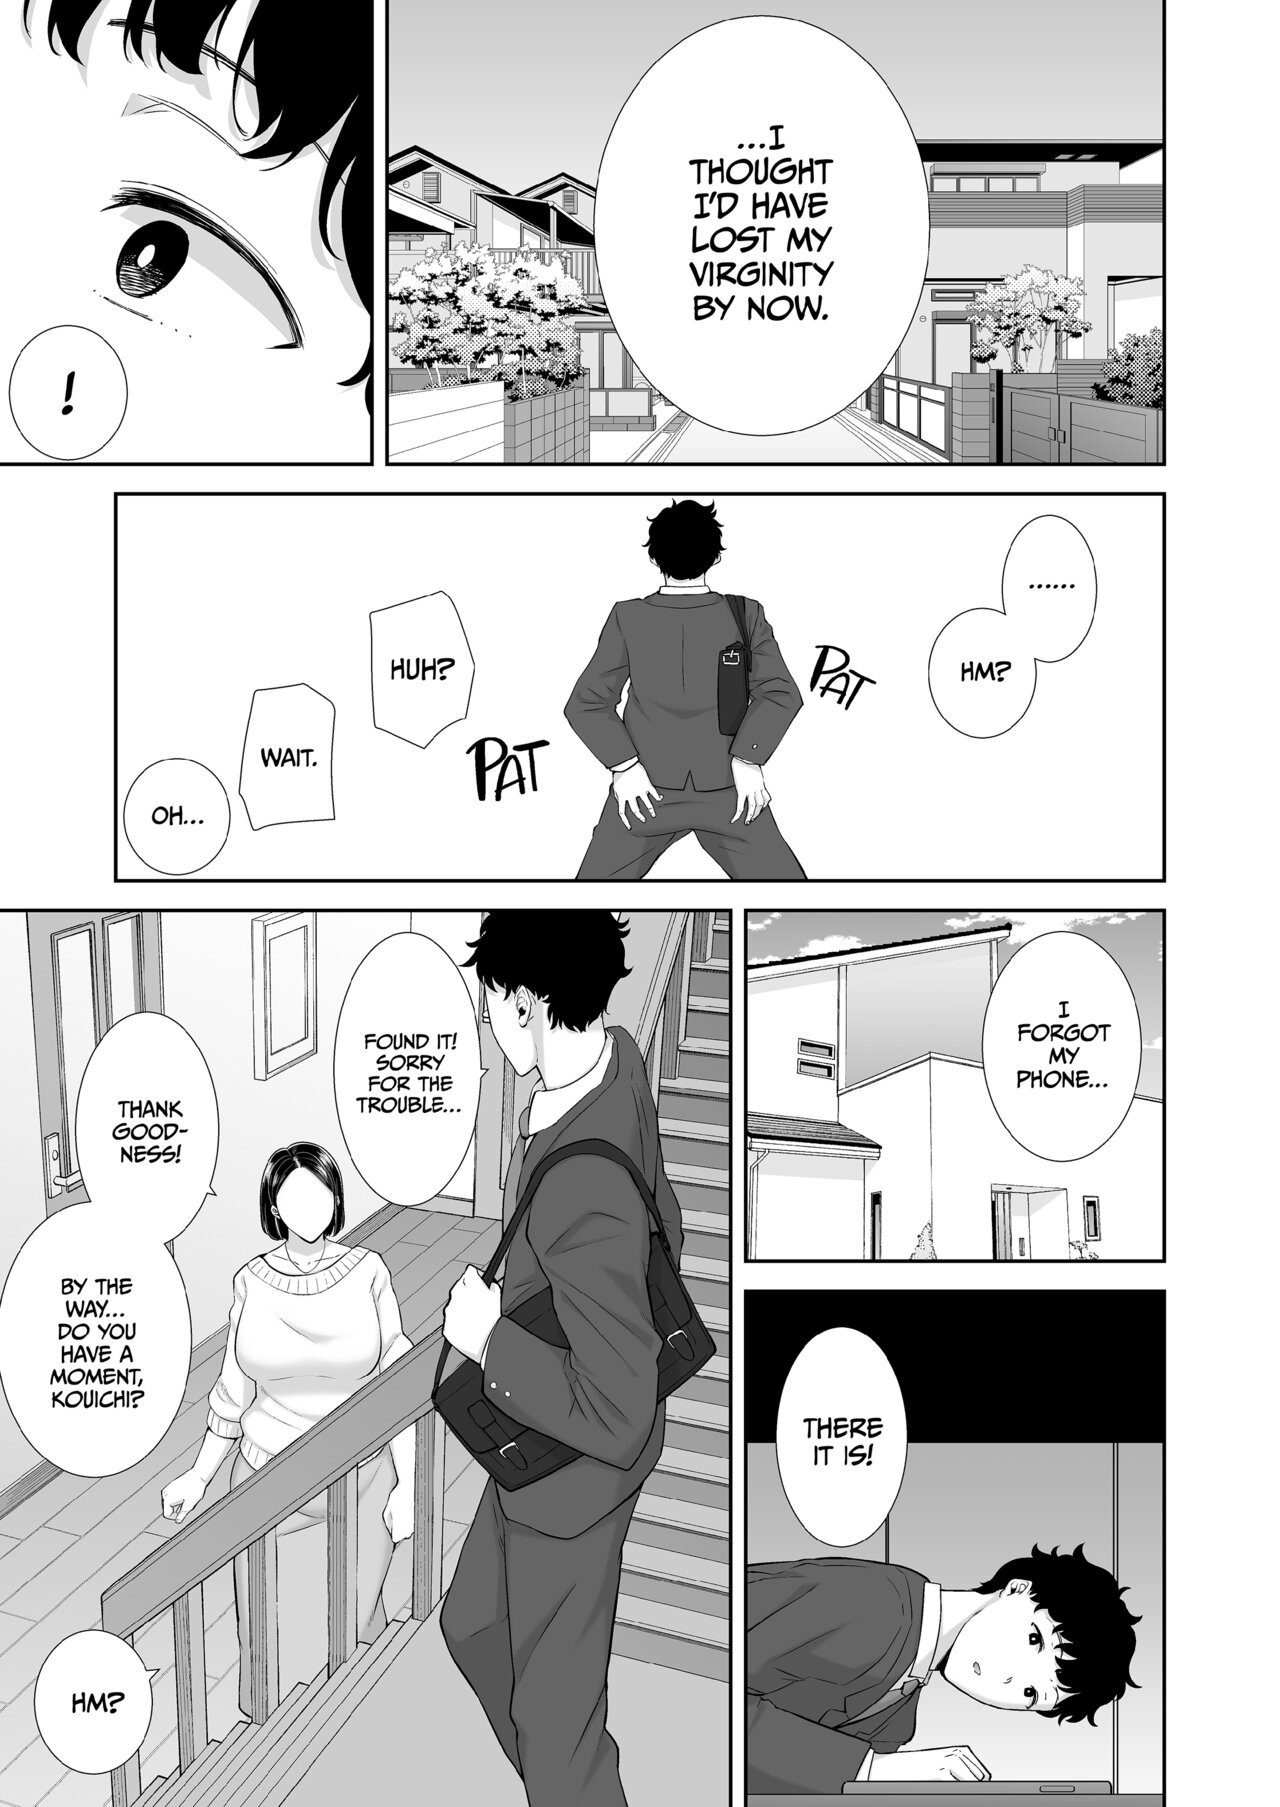 ...I
THOUGHT
I'D HAVE
LOST MY
VIRGINITY
BY NOW.
!
......
HM?
PAT
HUH?
PAT
WAIT.
OH...
I
FORGOT
MY
PHONE...
THERE
IT IS!
FOUND IT!
SORRY
FOR THE
TROUBLE...
THANK
GOOD-
NESS!
BY THE
WAY...
DO YOU
HAVE A
MOMENT,
KOUICHI?
HM?